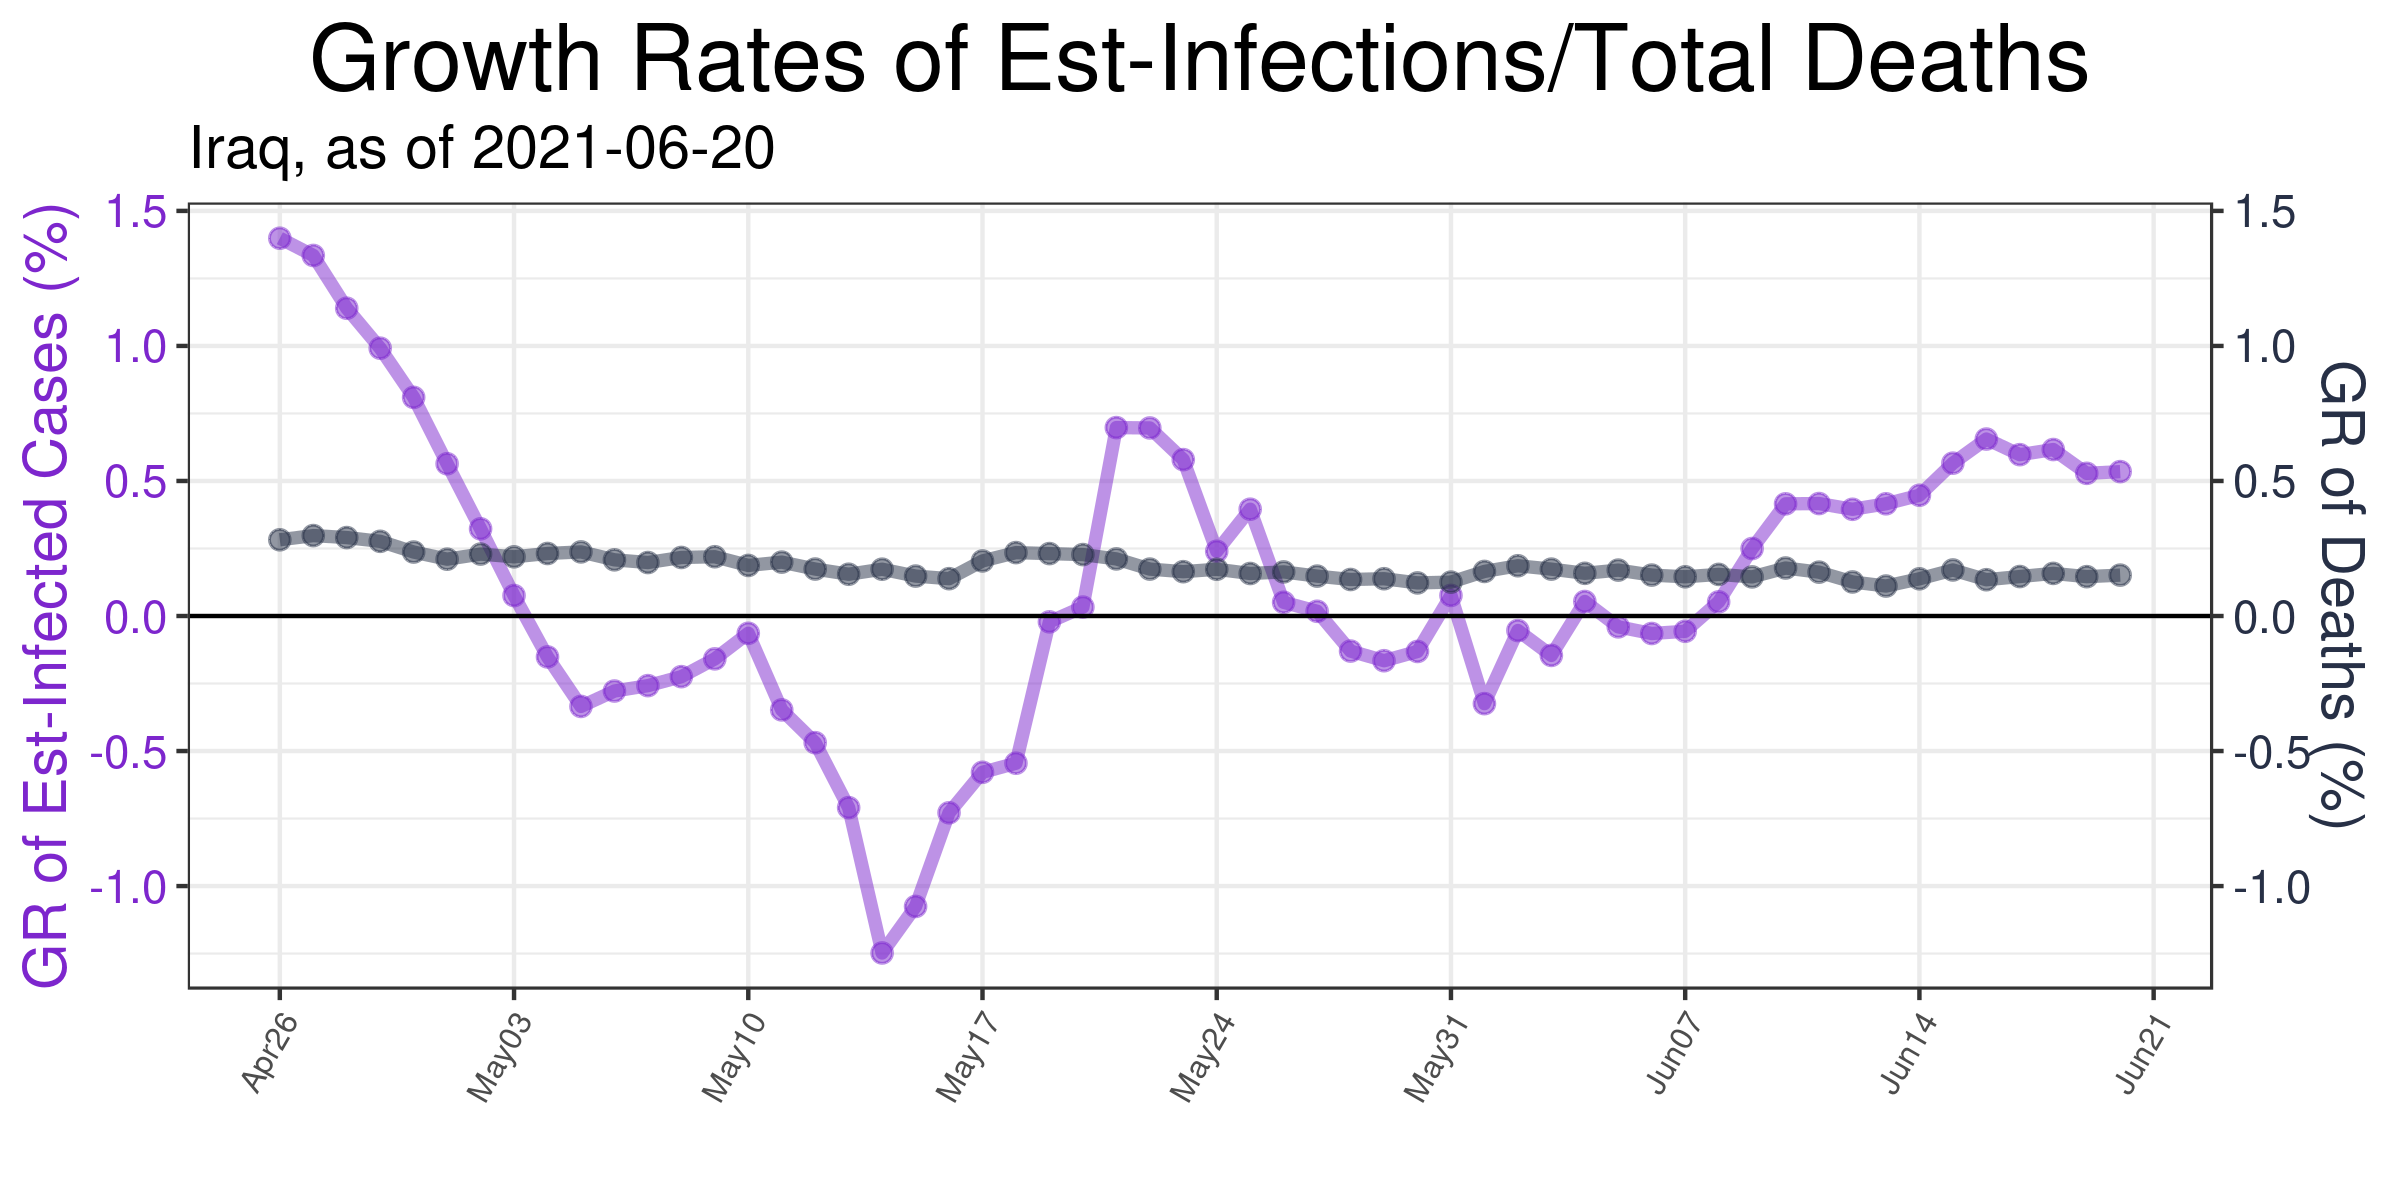 Growth Rates of Est-Infections/Total Deaths
Iraq, as of 2021-06-20
GR of Est-Infected Cases (%)
1.5
1.0
0.5
0.0
-0.5
-1.0
1.5
1.0
0.5
0.0
-0.5
-1.0
GR of Deaths (%)
Apr26
May03
May10
May17
May24
May31
Jun07
Jun14
Jun21